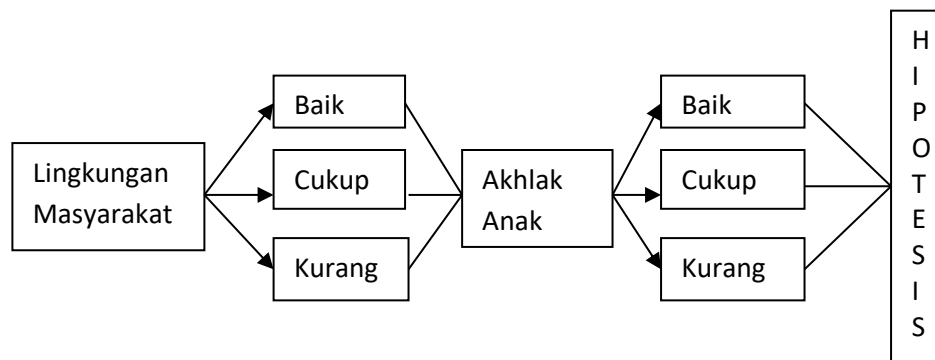 Lingkungan
Masyarakat
Baik
Cukup
Kurang
Akhlak
Anak
Baik
Cukup
Kurang
H
I
P
O
T
E
S
I
S